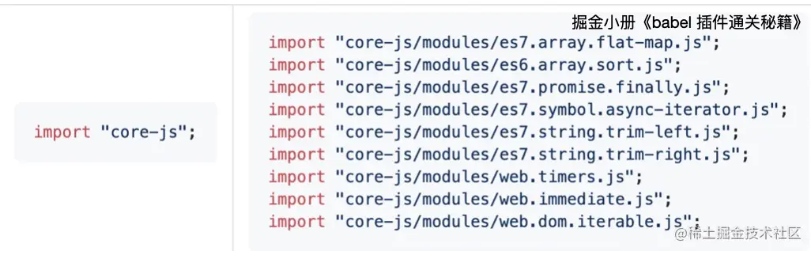 掘金小册《babel 插件通关秘籍》
import "core-js";
import "core-js/modules/es7.array.flat-map.js";
import "core-js/modules/es6.array.sort.js";
import "core-js/modules/es7.promise.finally.js";
import "core-js/modules/es7.symbol.async-iterator.js";
import "core-js/modules/es7.string.trim-left.js";
import "core-js/modules/es7.string.trim-right.js";
import "core-js/modules/web.timers.js";
import "core-js/modules/web.immediate.js";
import "core-js/modules/web.dom.iterable.js";
@稀土掘金技术社区